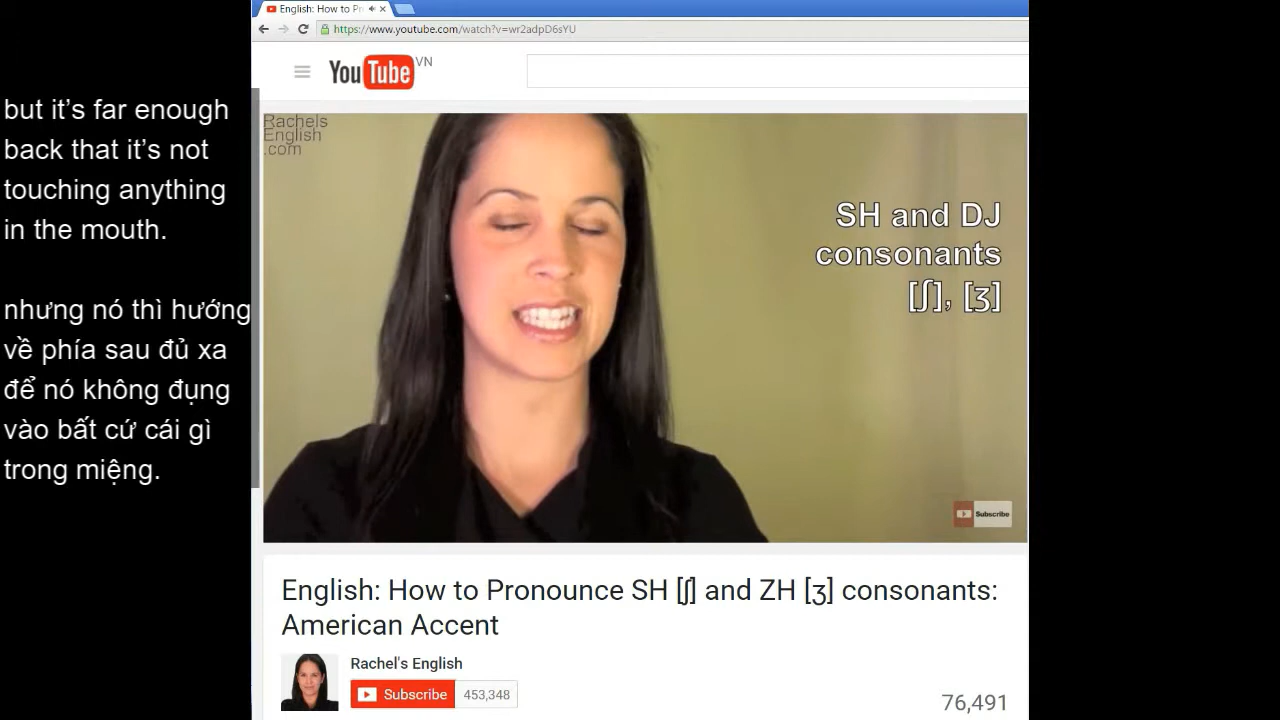 English: How to Pr
https://www.youtube.com/watch?v=wr2adpD6sYU
YouTube VN
but it’s far enough
back that it’s not
touching anything
in the mouth.
nhưng nó thì hướng
về phía sau đủ xa
để nó không đụng
vào bất cứ cái gì
trong miệng.
Rachels
English
.com
SH and DJ
consonants
[ʃ], [ʒ]
Subscribe
English: How to Pronounce SH [ʃ] and ZH [ʒ] consonants:
American Accent
Rachel's English
Subscribe 453,348
76,491